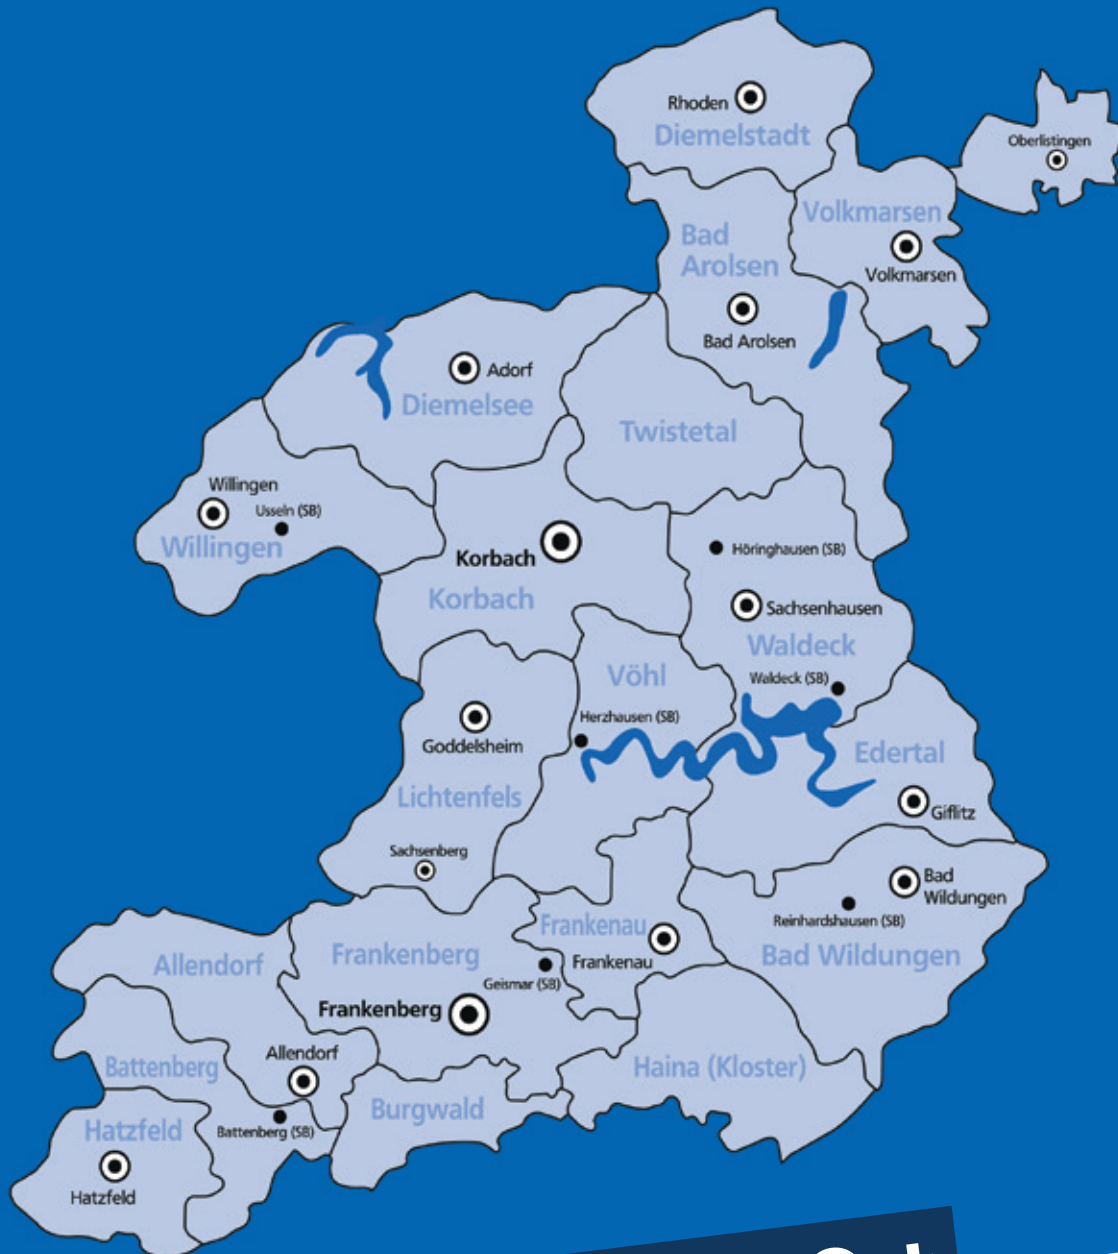 Rhoden
Diemelstadt
Oberlistingen
Volkmarsen
Volkmarsen
Bad
Arolsen
Bad Arolsen
Adorf
Diemelsee
Twistetal
Willingen
Usseln (SB)
Willingen
Korbach
Korbach
Höringhausen (SB)
Sachsenhausen
Waldeck
Waldeck (SB)
Vöhl
Herzhausen (SB)
Goddelsheim
Lichtenfels
Sachsenberg
Edertal
Giflitz
Bad
Wildungen
Reinhardshausen (SB)
Bad Wildungen
Frankenau
Frankenau
Frankenberg
Geismar (SB)
Frankenberg
Allendorf
Allendorf
Battenberg
Battenberg (SB)
Haina (Kloster)
Burgwald
Hatzfeld
Hatzfeld